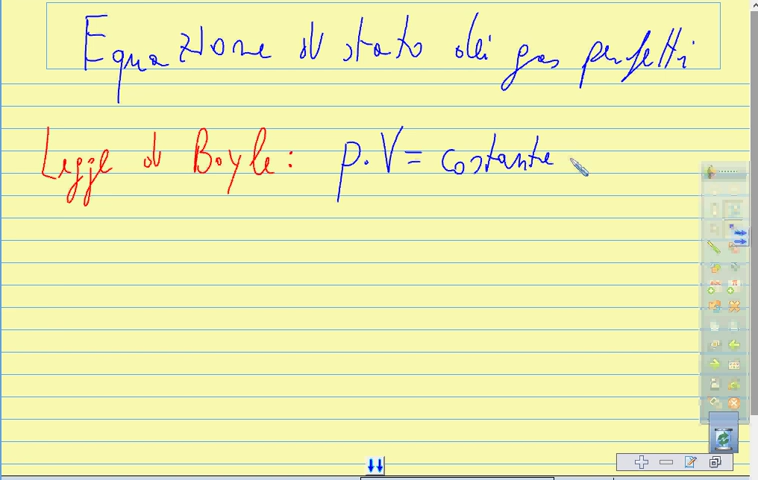 Equazione di stato dei gas perfetti
Legge di Boyle: p.V = costante